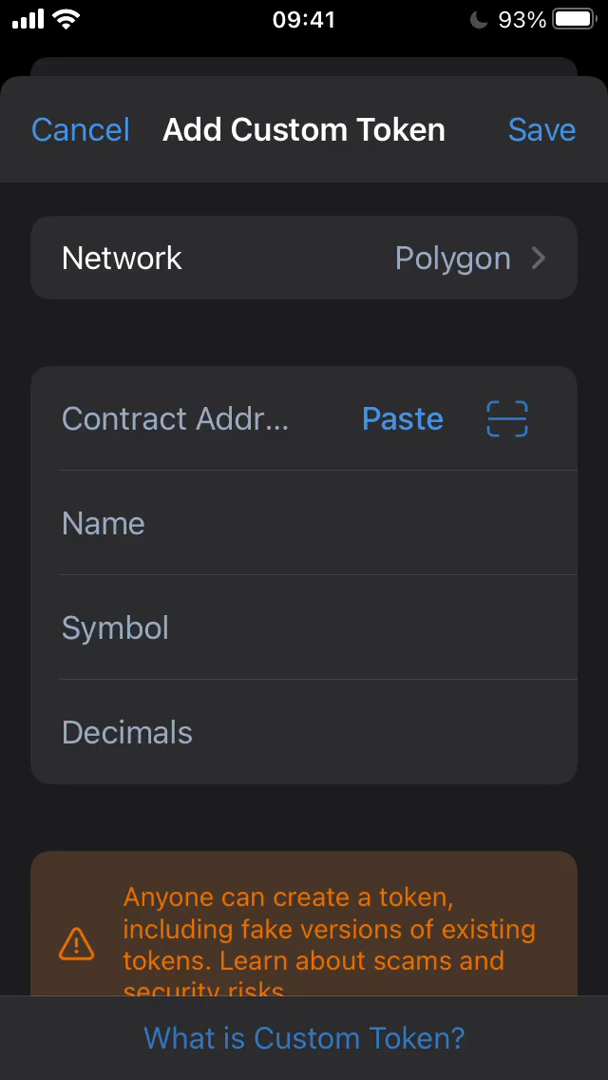 09:41
93%
Cancel Add Custom Token Save
Network Polygon
Contract Addr... Paste
Name
Symbol
Decimals
Anyone can create a token,
including fake versions of existing
tokens. Learn about scams and
security risks
What is Custom Token?